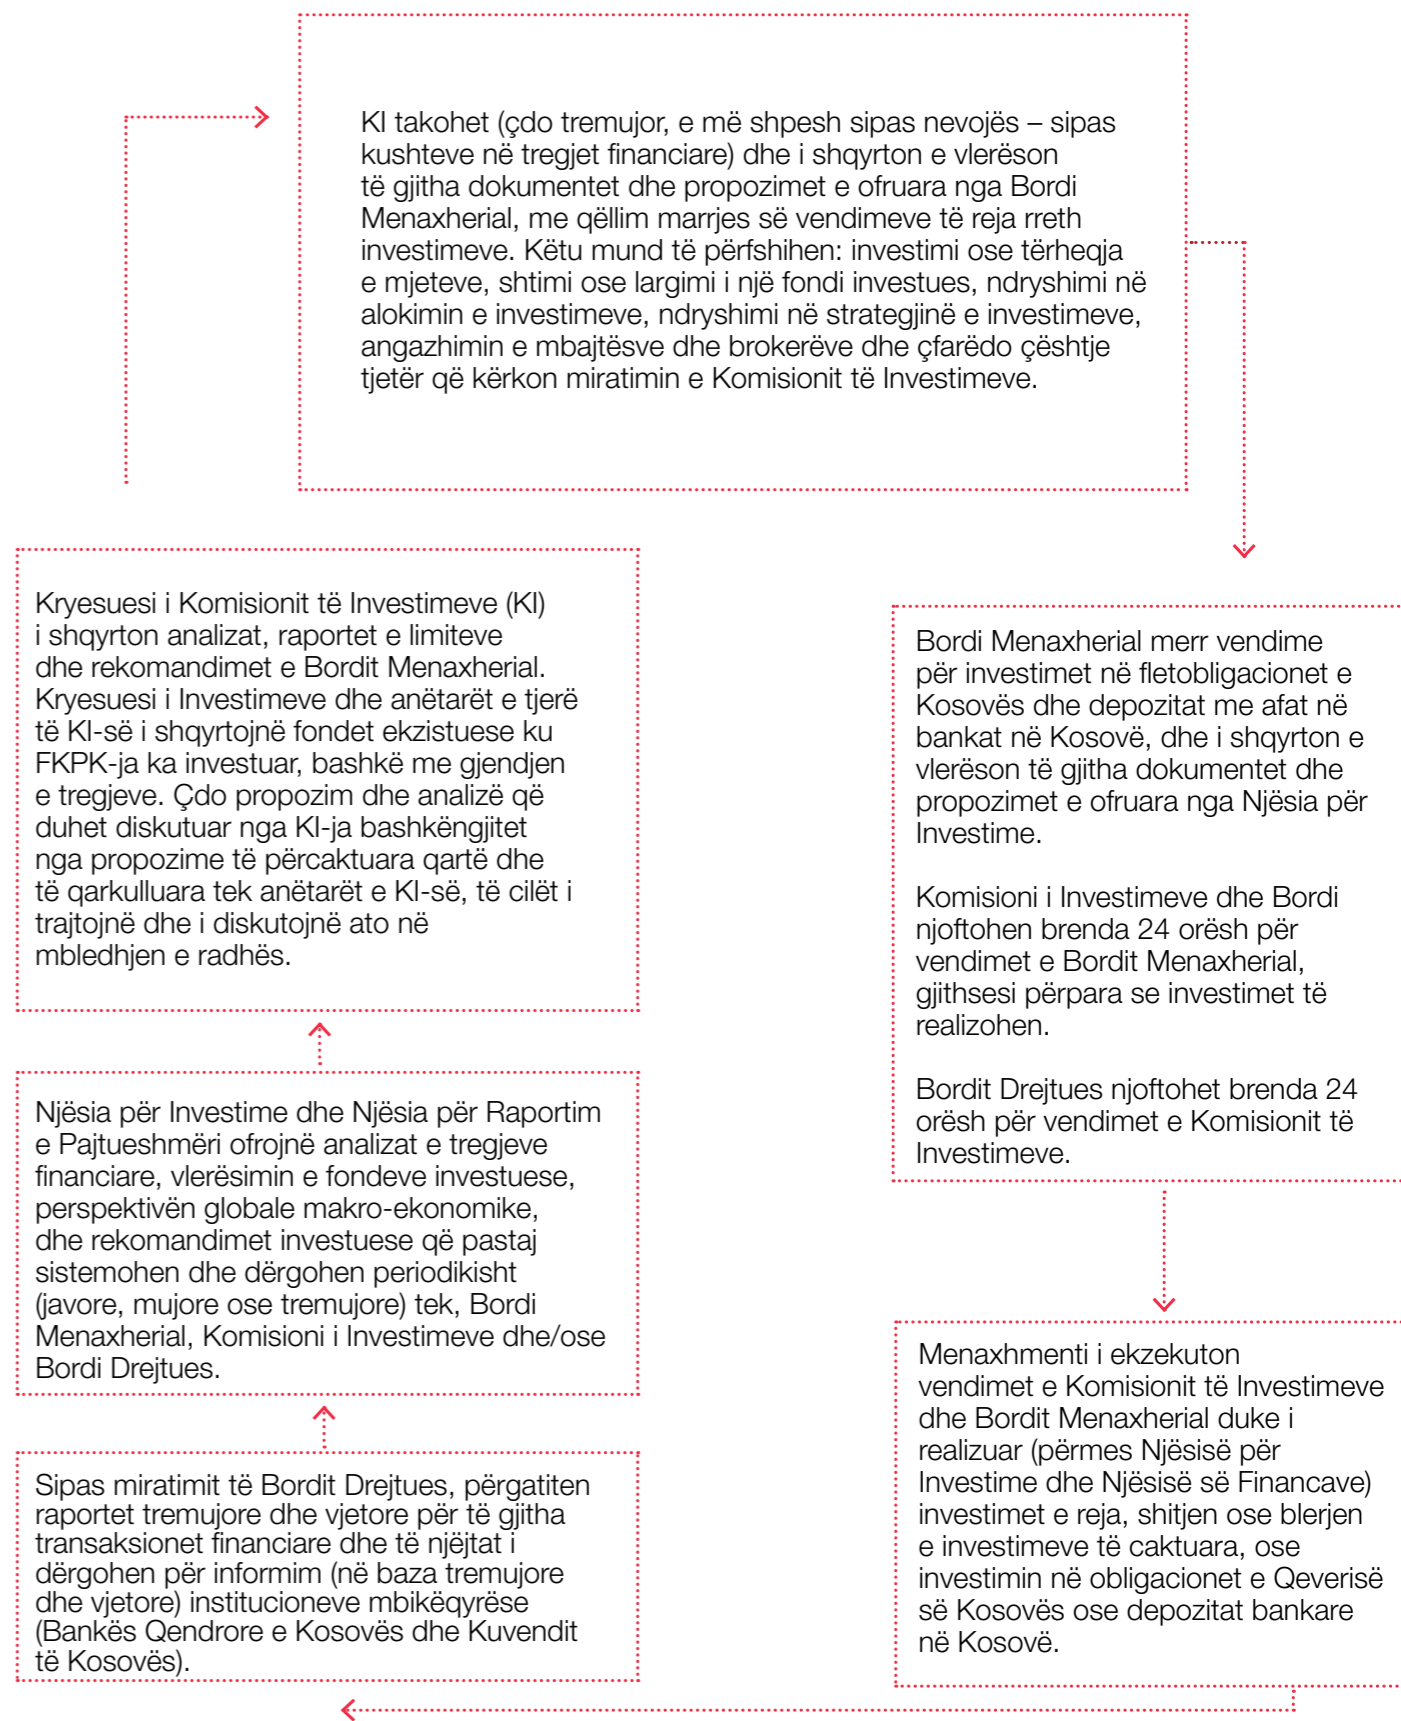 KI takohet (çdo tremujor, e më shpesh sipas nevojës – sipas
kushteve në tregjet financiare) dhe i shqyrton e vlerëson
të gjitha dokumentet dhe propozimet e ofruara nga Bordi
Menaxherial, me qëllim marrjes së vendimeve të reja rreth
investimeve. Këtu mund të përfshihen: investimi ose tërheqja
e mjeteve, shtimi ose largimi i një fondi investues, ndryshimi në
alokimin e investimeve, ndryshimi në strategjinë e investimeve,
angazhimin e mbajtësve dhe brokerëve dhe çfarëdo çështje
tjetër që kërkon miratimin e Komisionit të Investimeve.
Kryesuesi i Komisionit të Investimeve (KI)
i shqyrton analizat, raportet e limiteve
dhe rekomandimet e Bordit Menaxherial.
Kryesuesi i Investimeve dhe anëtarët e tjerë
të KI-së i shqyrtojnë fondet ekzistuese ku
FKPK-ja ka investuar, bashkë me gjendjen
e tregjeve. Çdo propozim dhe analizë që
duhet diskutuar nga KI-ja bashkëngjitet
nga propozime të përcaktuara qartë dhe
të qarkulluara tek anëtarët e KI-së, të cilët i
trajtojnë dhe i diskutojnë ato në
mbledhjen e radhës.
Njësia për Investime dhe Njësia për Raportim
e Pajtueshmëri ofrojnë analizat e tregjeve
financiare, vlerësimin e fondeve investuese,
perspektivën globale makro-ekonomike,
dhe rekomandimet investuese që pastaj
sistemohen dhe dërgohen periodikisht
(javore, mujore ose tremujore) tek, Bordi
Menaxherial, Komisioni i Investimeve dhe/ose
Bordi Drejtues.
Sipas miratimit të Bordit Drejtues, përgatiten
raportet tremujore dhe vjetore për të gjitha
transaksionet financiare dhe të njëjtat i
dërgohen për informim (në baza tremujore
dhe vjetore) institucioneve mbikëqyrëse
(Bankës Qendrore e Kosovës dhe Kuvendit
të Kosovës).
Bordi Menaxherial merr vendime
për investimet në fletobligacionet e
Kosovës dhe depozitat me afat në
bankat në Kosovë, dhe i shqyrton e
vlerëson të gjitha dokumentet dhe
propozimet e ofruara nga Njësia për
Investime.
Komisioni i Investimeve dhe Bordi
njoftohen brenda 24 orësh për
vendimet e Bordit Menaxherial,
gjithsesi përpara se investimet të
realizohen.
Bordit Drejtues njoftohet brenda 24
orësh për vendimet e Komisionit të
Investimeve.
Menaxhmenti i ekzekuton
vendimet e Komisionit të Investimeve
dhe Bordit Menaxherial duke i
realizuar (përmes Njësisë për
Investime dhe Njësisë së Financave)
investimet e reja, shitjen ose blerjen
e investimeve të caktuara, ose
investimin në obligacionet e Qeverisë
së Kosovës ose depozitat bankare
në Kosovë.